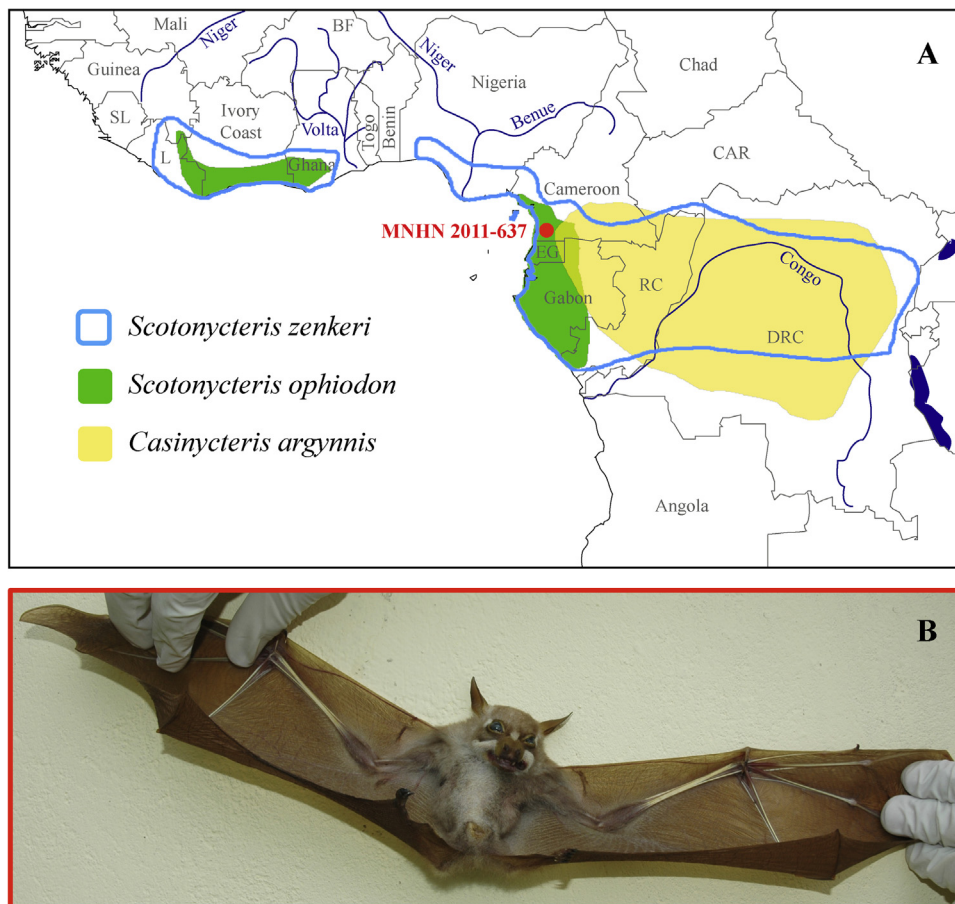 A
Mali
BF
Niger
Niger
Guinea
Nigeria
Chad
SL
Ivory
Coast
Volta
Togo
Benin
Benue
L
Ghana
CAR
Cameroon
MNHN 2011-637
EG
Gabon
RC
Congo
DRC
Angola
Scotonycteris zenkeri
Scotonycteris ophiodon
Casinycteris argynnis
B